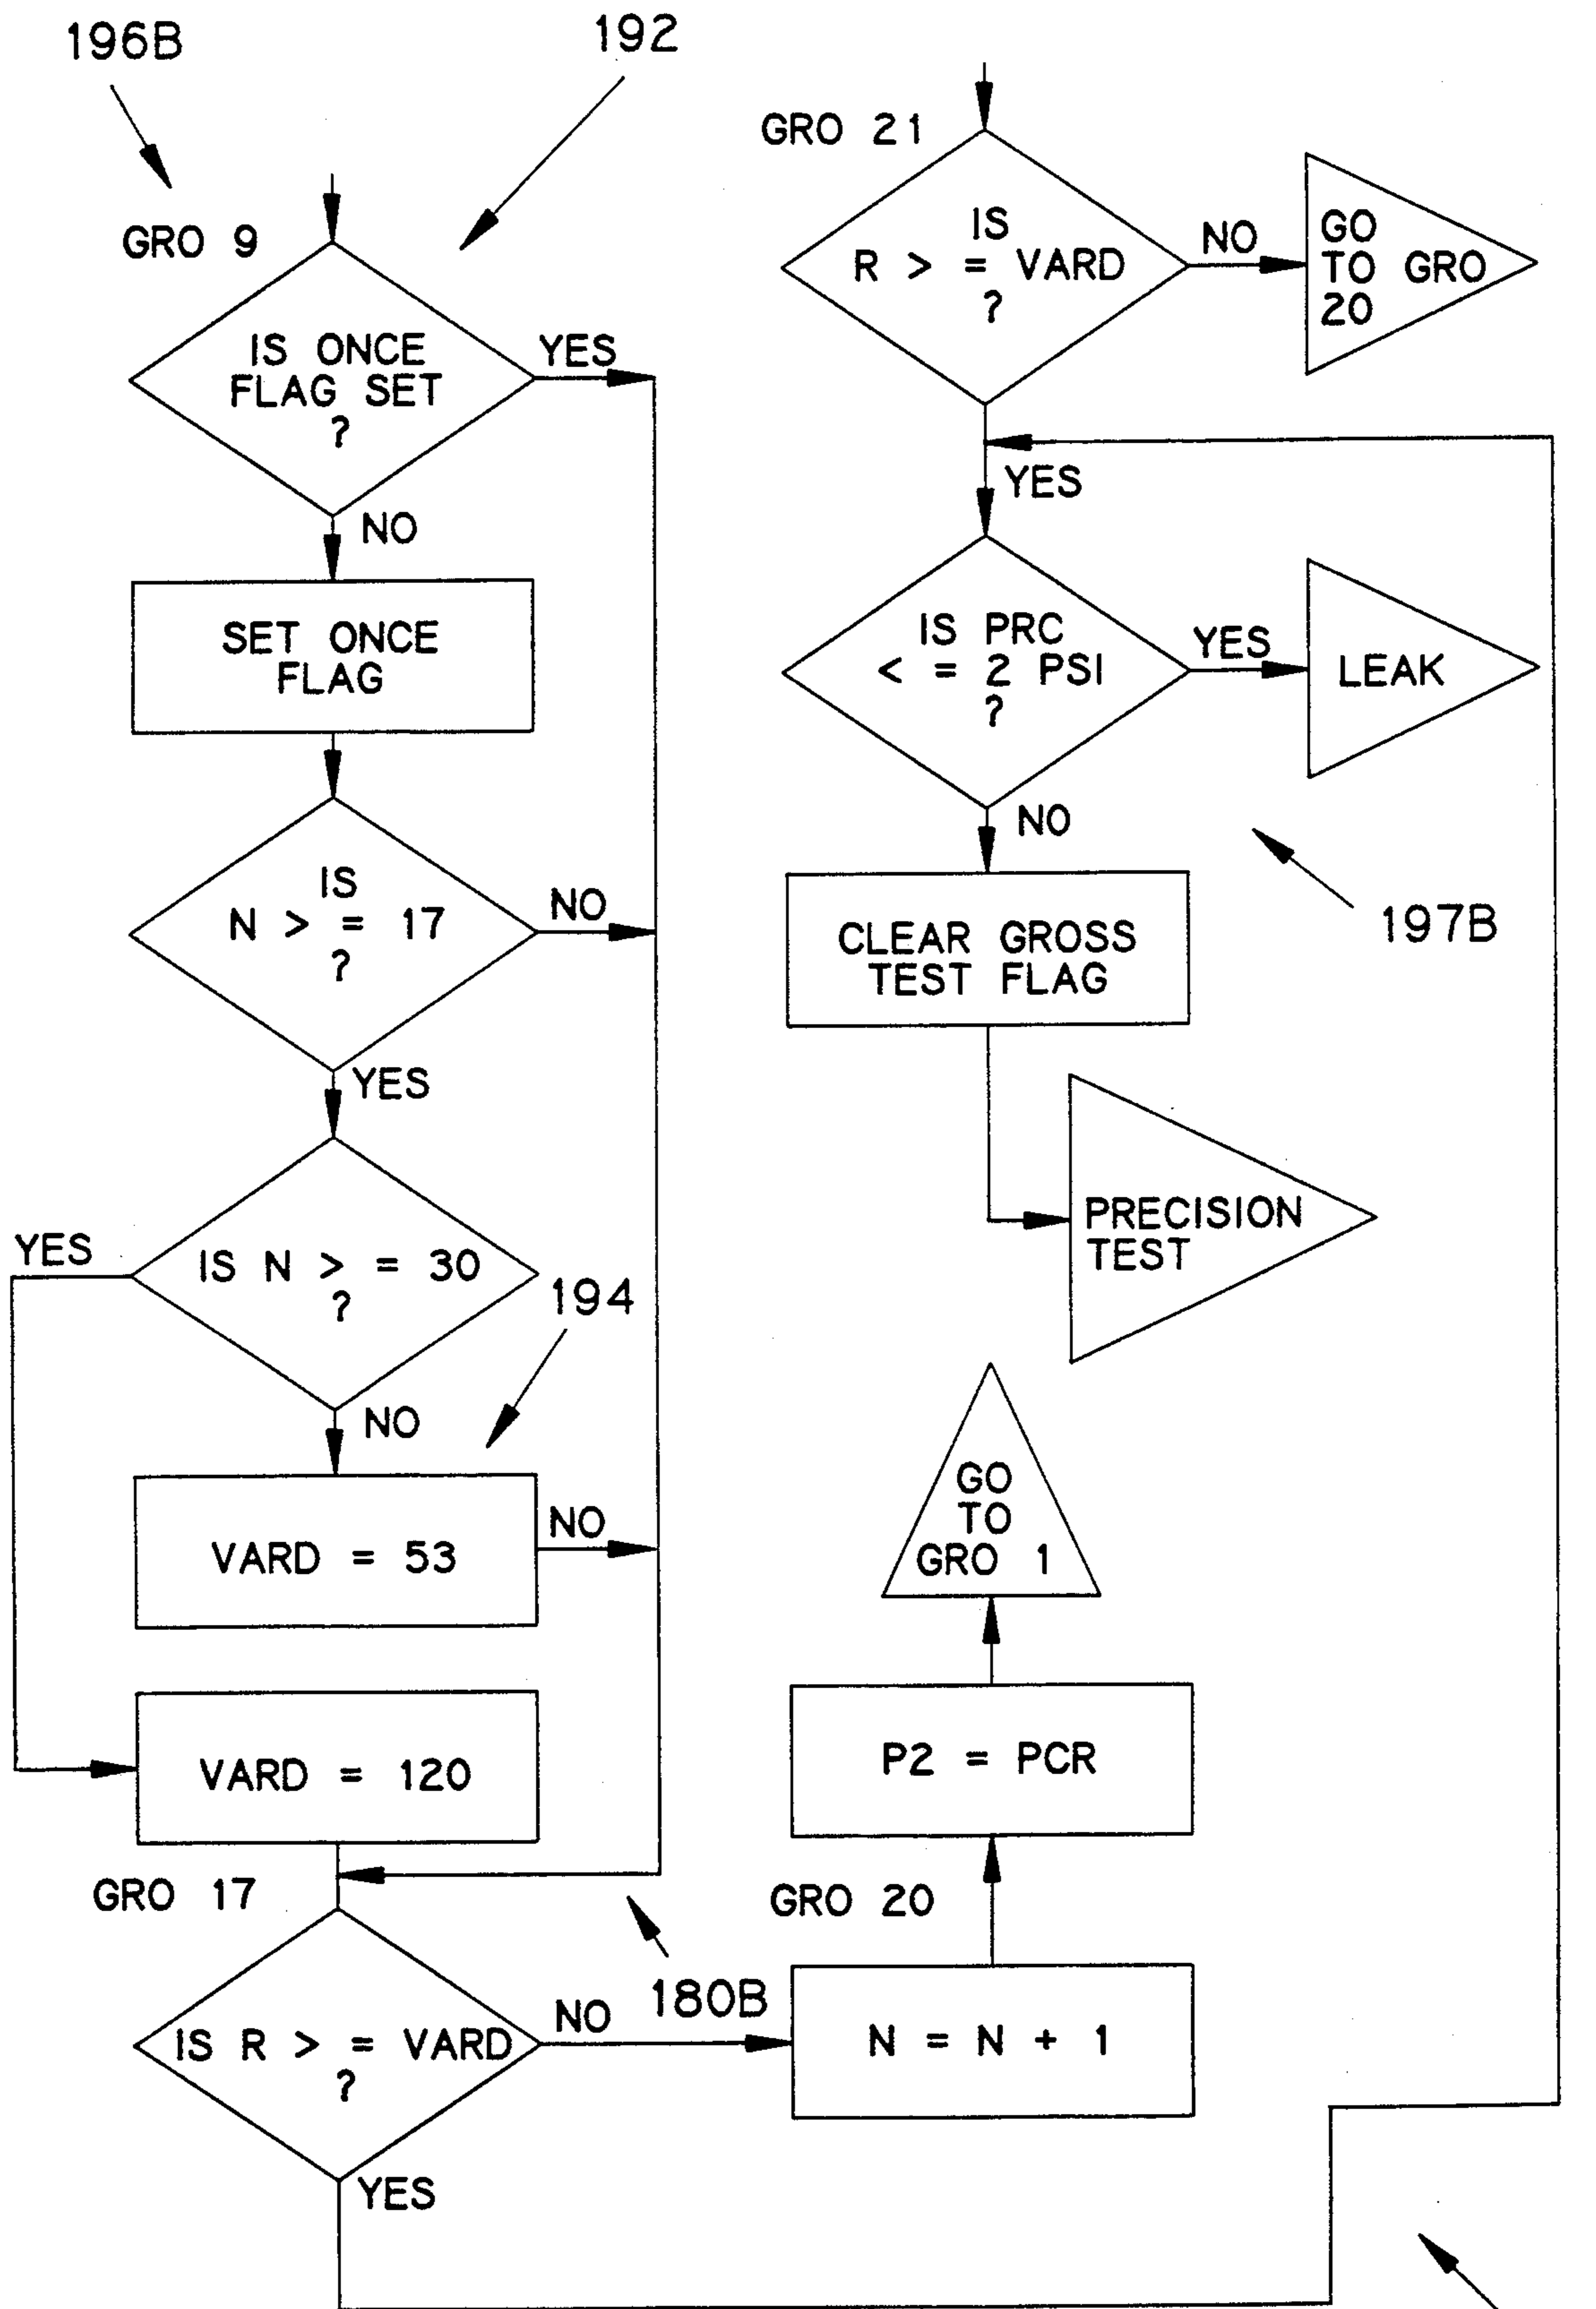 196B
192
GRO 9
IS ONCE
FLAG SET
?
YES
NO
SET ONCE
FLAG
IS
N > = 17
?
NO
YES
IS N > = 30
?
YES
194
NO
VARD = 53
NO
VARD = 120
GRO 17
180B
IS R > = VARD
?
NO
YES
GRO 21
IS
R > = VARD
?
NO
GO
TO GRO
20
YES
IS PRC
< = 2 PSI
?
YES
LEAK
NO
197B
CLEAR GROSS
TEST FLAG
PRECISION
TEST
GO
TO
GRO 1
P2 = PCR
GRO 20
N = N + 1